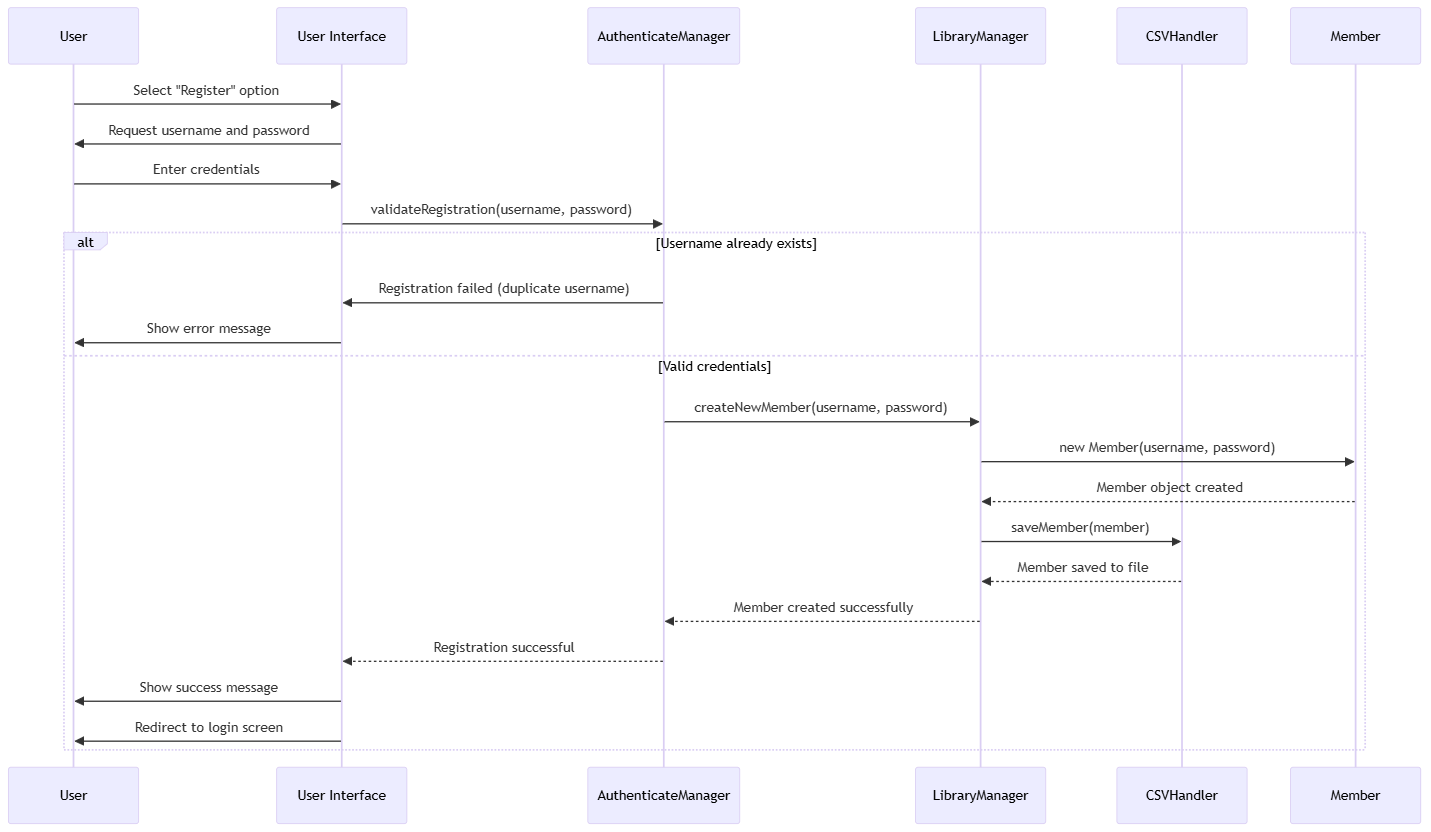 User
User Interface
AuthenticateManager
LibraryManager
CSVHandler
Member
Select "Register" option
Request username and password
Enter credentials
validateRegistration(username, password)
alt
[Username already exists]
Registration failed (duplicate username)
Show error message
[Valid credentials]
createNewMember(username, password)
new Member(username, password)
Member object created
saveMember(member)
Member saved to file
Member created successfully
Registration successful
Show success message
Redirect to login screen
User
User Interface
AuthenticateManager
LibraryManager
CSVHandler
Member